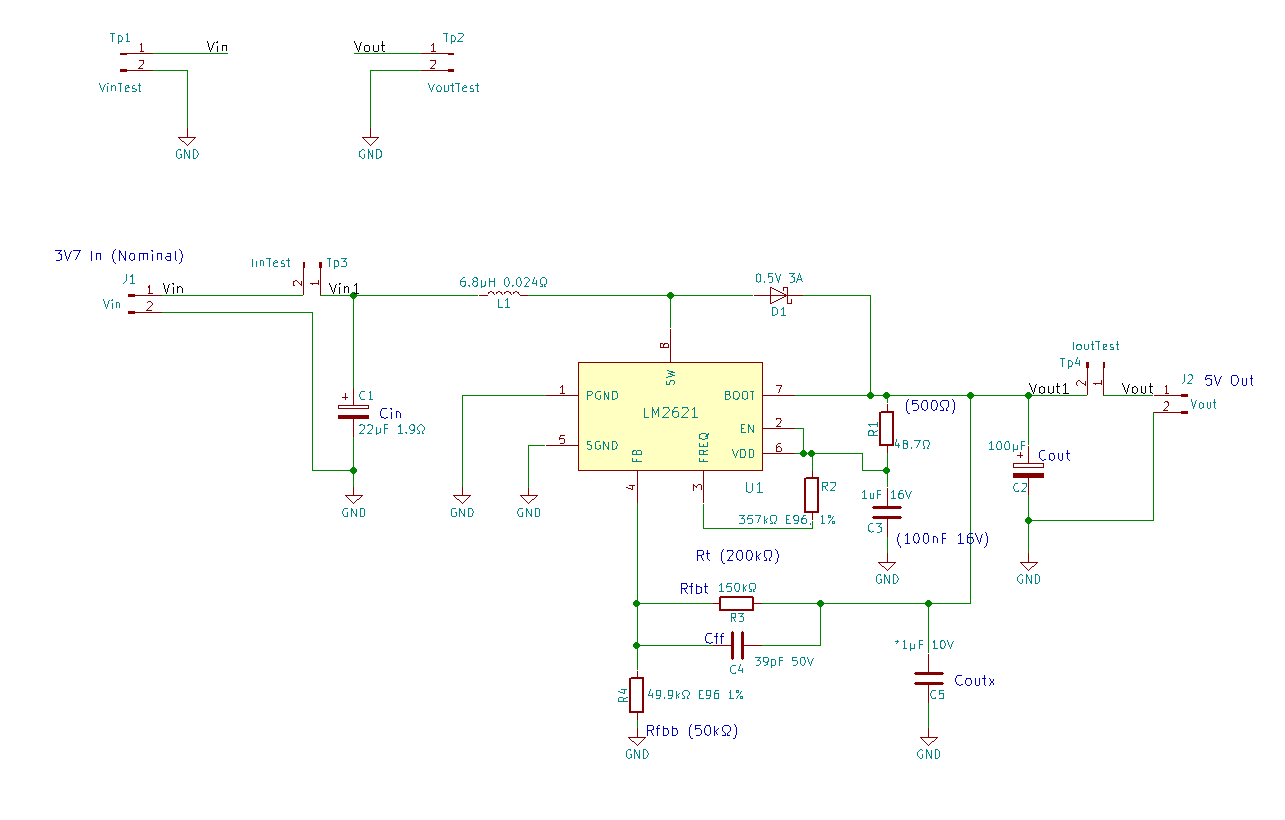 Tp1
1
Vin
2
VinTest
GND
Vout
1
Tp2
2
VoutTest
GND
3V7 In (Nominal)
J1
1
Vin
Vin
2
IinTest
2
1
Tp3
Vin1
6.8µH 0.024Ω
L1
0.5V 3A
D1
C1
+
Cin
22µF 1.9Ω
GND
8
SW
1
PGND
BOOT
7
LM2621
EN
2
5
SGND
VDD
6
FB
FREQ
4
3
U1
GND
GND
(500Ω)
R1
48.7Ω
R2
357kΩ E96 1%
Rt (200kΩ)
1uF 16V
C3
(100nF 16V)
GND
IoutTest
Tp4
2
1
Vout1
Vout
J2
1
5V Out
2
Vout
100µF
+
Cout
C2
GND
Rfbt
150kΩ
R3
Cff
C4
39pF 50V
R4
49.9kΩ E96 1%
Rfbb (50kΩ)
GND
*1µF 10V
Coutx
C5
GND